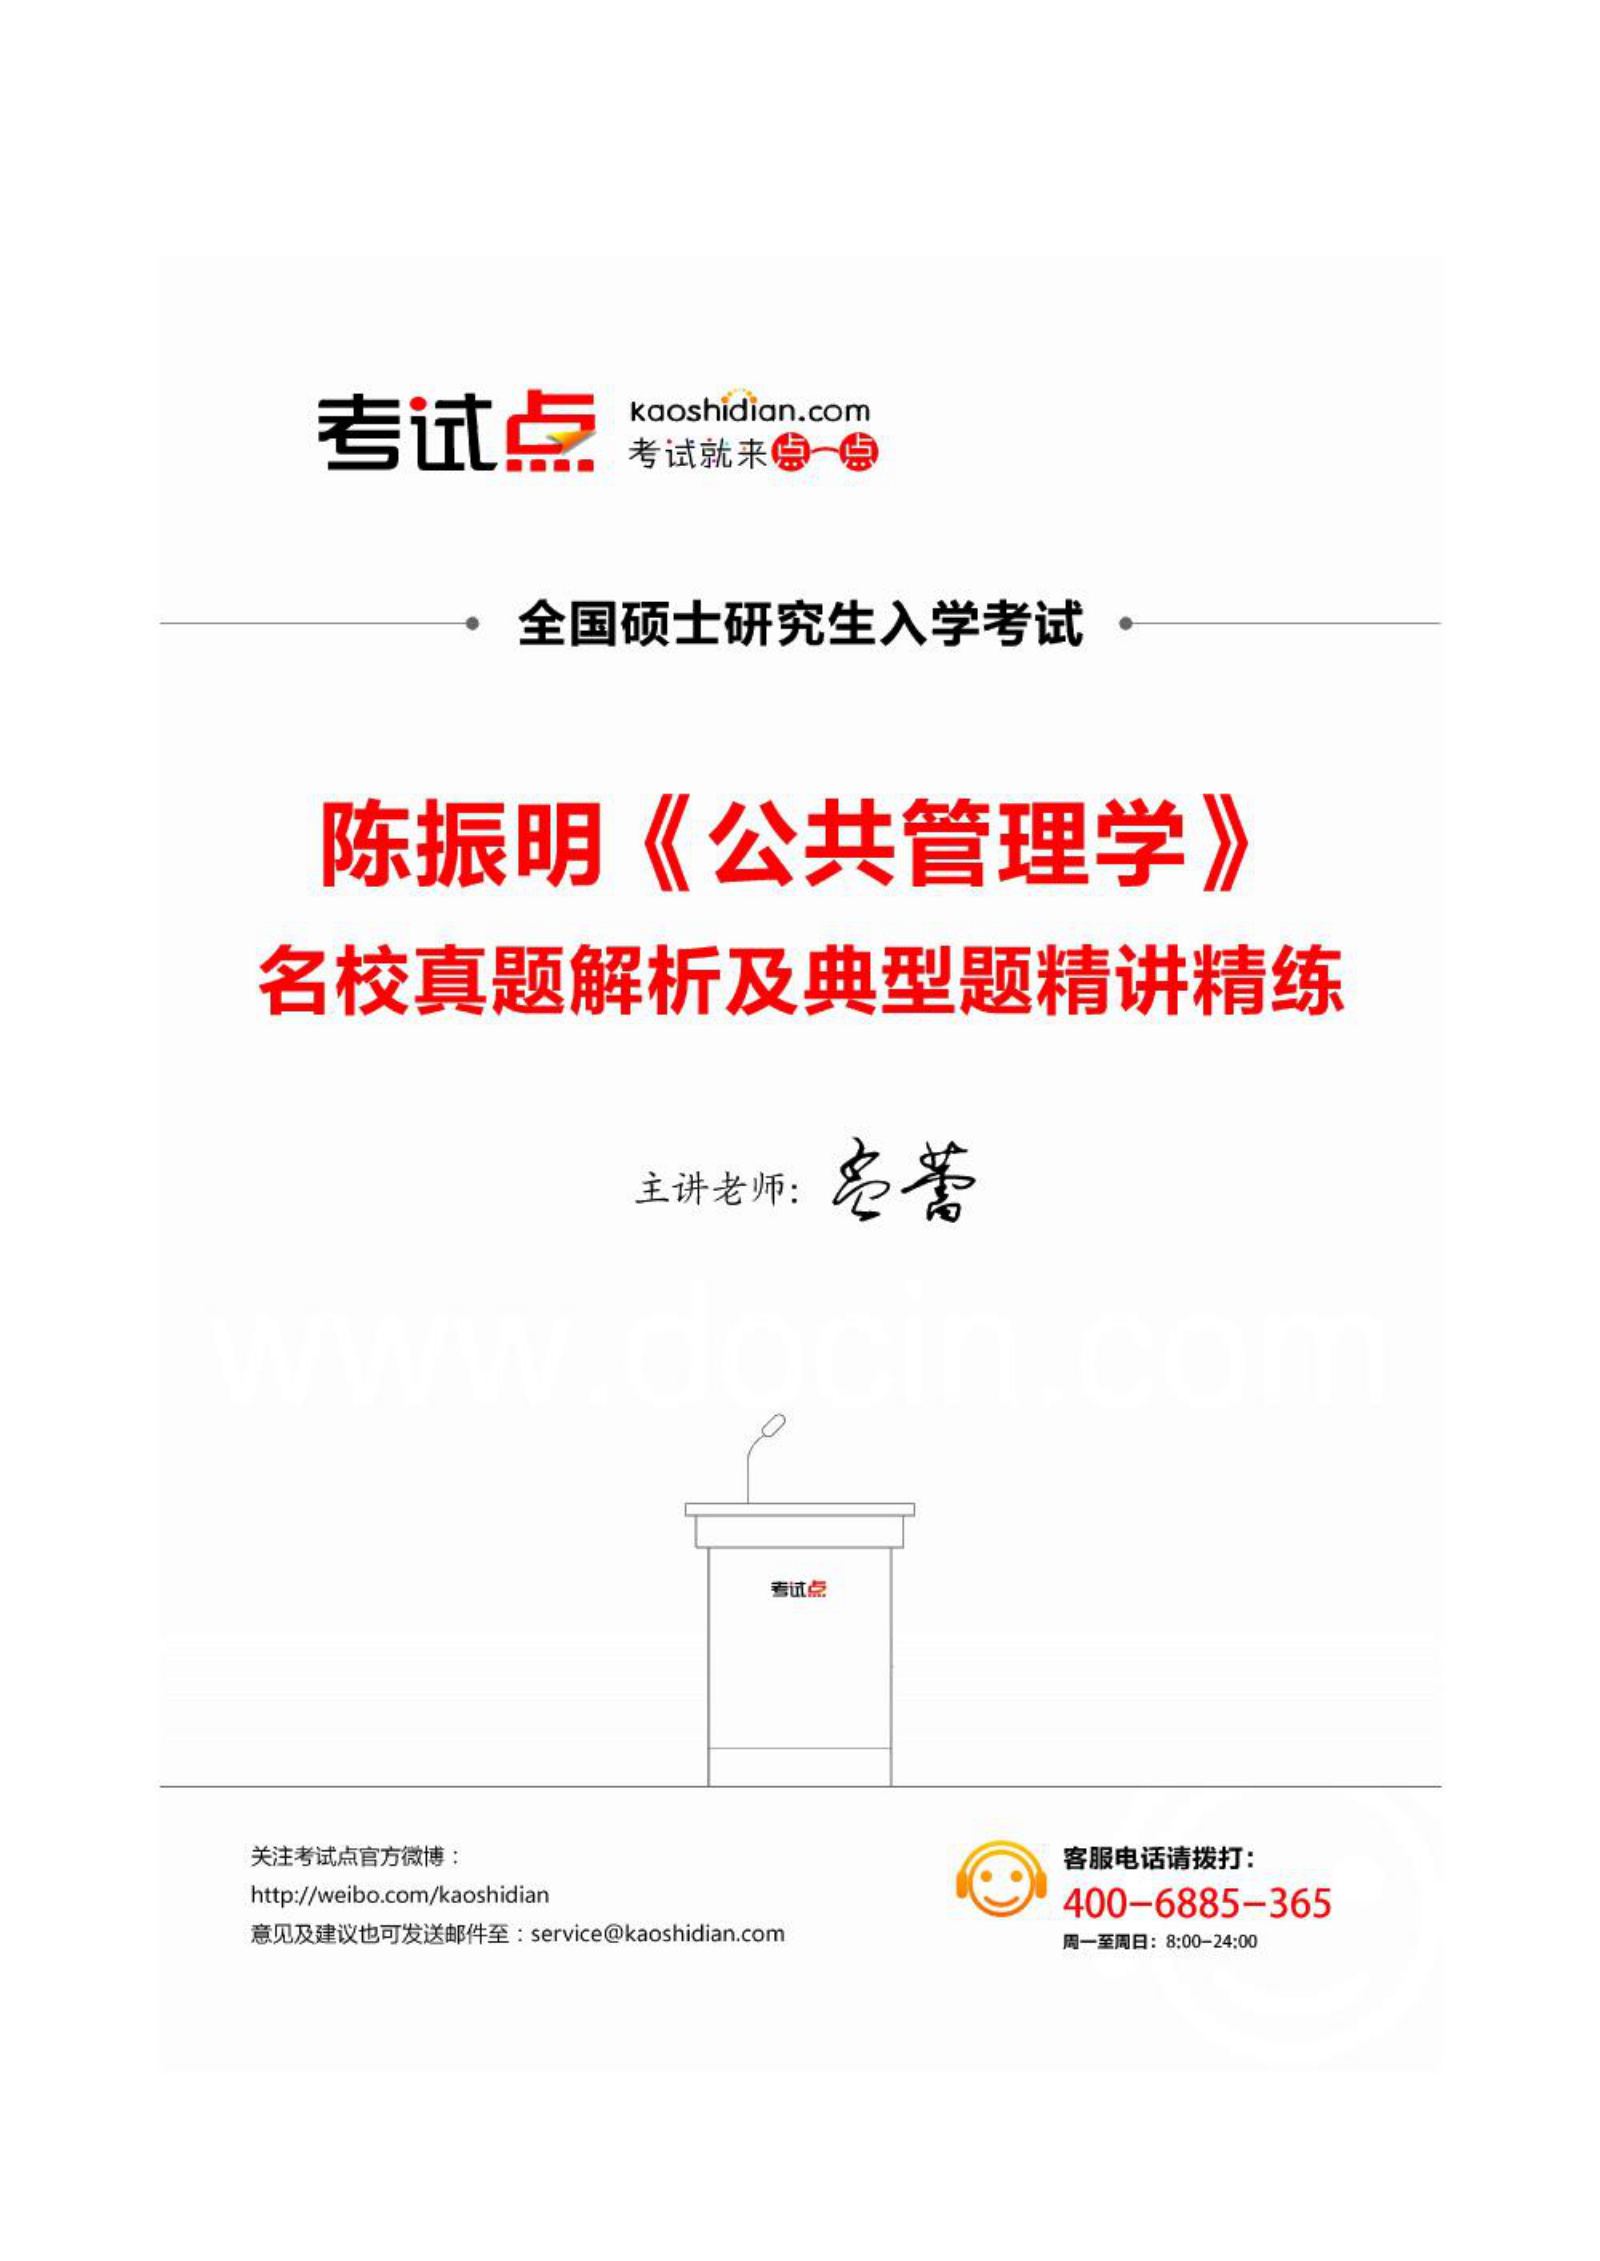 考试点
kaoshidian.com
考试就来点一点
全国硕士研究生入学考试
陈振明《公共管理学》
名校真题解析及典型题精讲精练
主讲老师：
蕾
www.docin.com
考试点
关注考试点官方微博：
http://weibo.com/kaoshidian
意见及建议也可发送邮件至：service@kaoshidian.com
客服电话请拨打：
400-6885-365
周一至周日：8:00-24:00